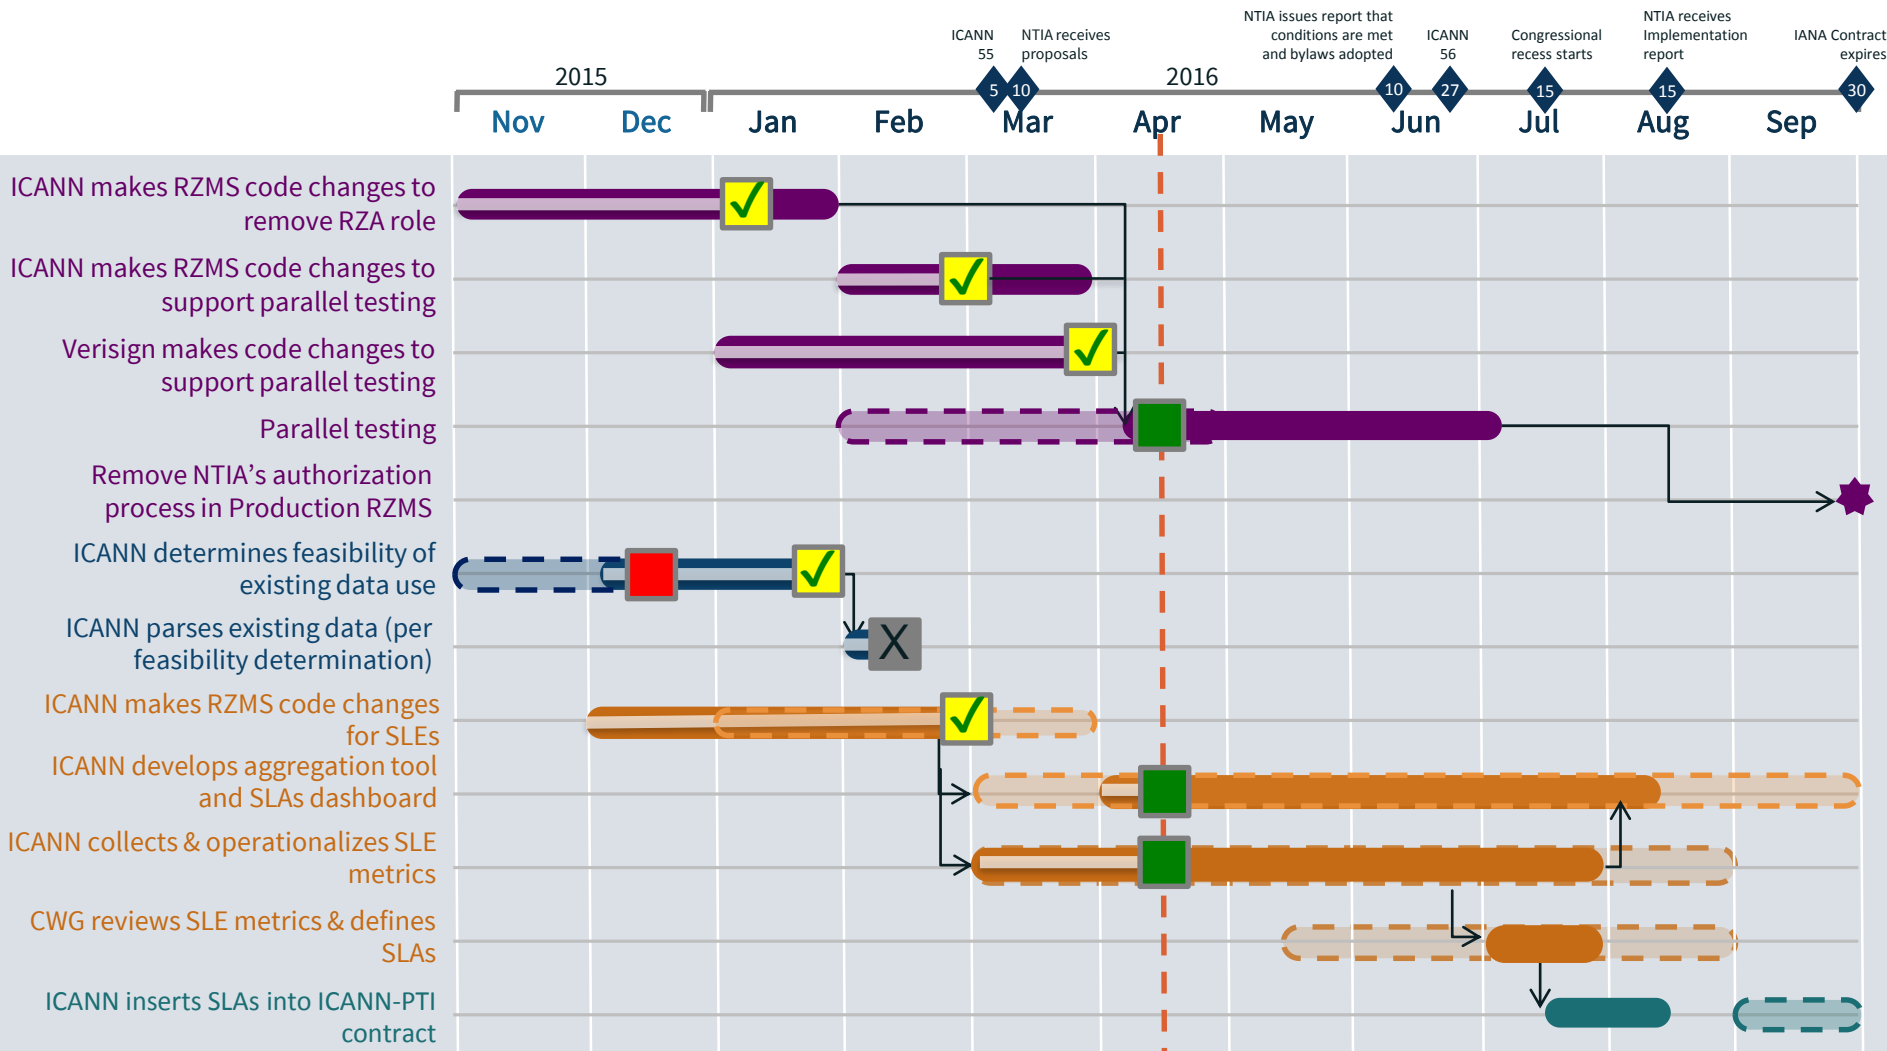 NTIA issues report that
conditions are met
and bylaws adopted
NTIA receives
Implementation
report
ICANN
55
NTIA receives
proposals
ICANN
56
Congressional
recess starts
IANA Contract
expires
2015
2016
5
10
10
27
15
15
30
Nov
Dec
Jan
Feb
Mar
Apr
May
Jun
Jul
Aug
Sep
ICANN makes RZMS code changes to
remove RZA role
ICANN makes RZMS code changes to
support parallel testing
Verisign makes code changes to
support parallel testing
Parallel testing
Remove NTIA's authorization
process in Production RZMS
ICANN determines feasibility of
existing data use
ICANN parses existing data (per
feasibility determination)
X
ICANN makes RZMS code changes
for SLEs
ICANN develops aggregation tool
and SLAs dashboard
ICANN collects & operationalizes SLE
metrics
CWG reviews SLE metrics & defines
SLAs
ICANN inserts SLAs into ICANN-PTI
contract